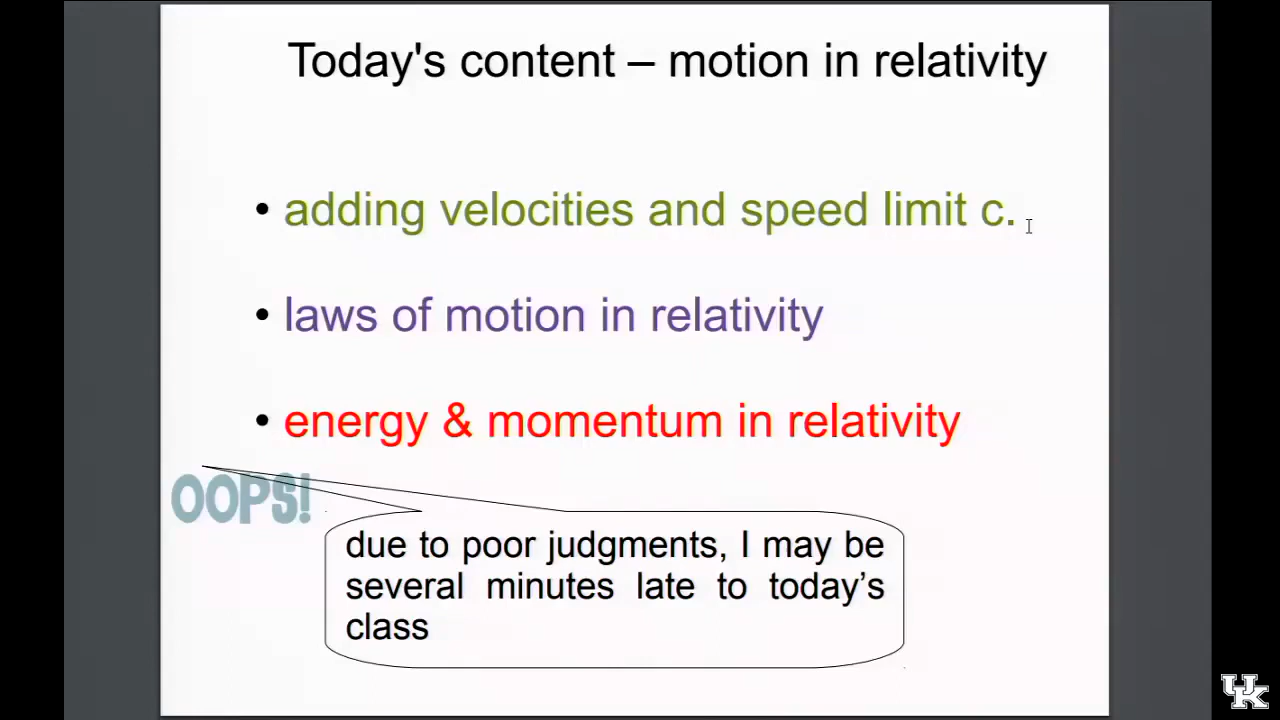 Today's content – motion in relativity
• adding velocities and speed limit c.
• laws of motion in relativity
• energy & momentum in relativity
OOPS!
due to poor judgments, I may be
several minutes late to today’s
class
UK